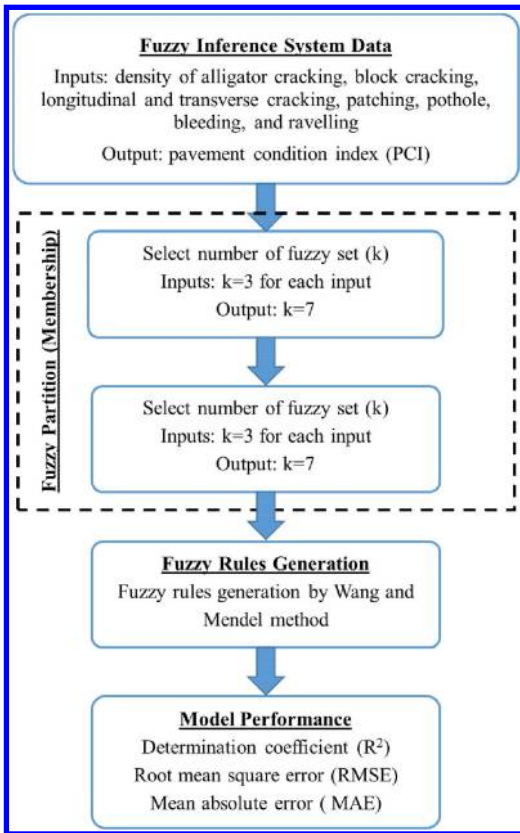 Fuzzy Inference System Data
Inputs: density of alligator cracking, block cracking,
longitudinal and transverse cracking, patching, pothole,
bleeding, and ravelling
Output: pavement condition index (PCI)
Fuzzy Partition (Membership)
Select number of fuzzy set (k)
Inputs: k=3 for each input
Output: k=7
Select number of fuzzy set (k)
Inputs: k=3 for each input
Output: k=7
Fuzzy Rules Generation
Fuzzy rules generation by Wang and
Mendel method
Model Performance
Determination coefficient (R²)
Root mean square error (RMSE)
Mean absolute error ( MAE)